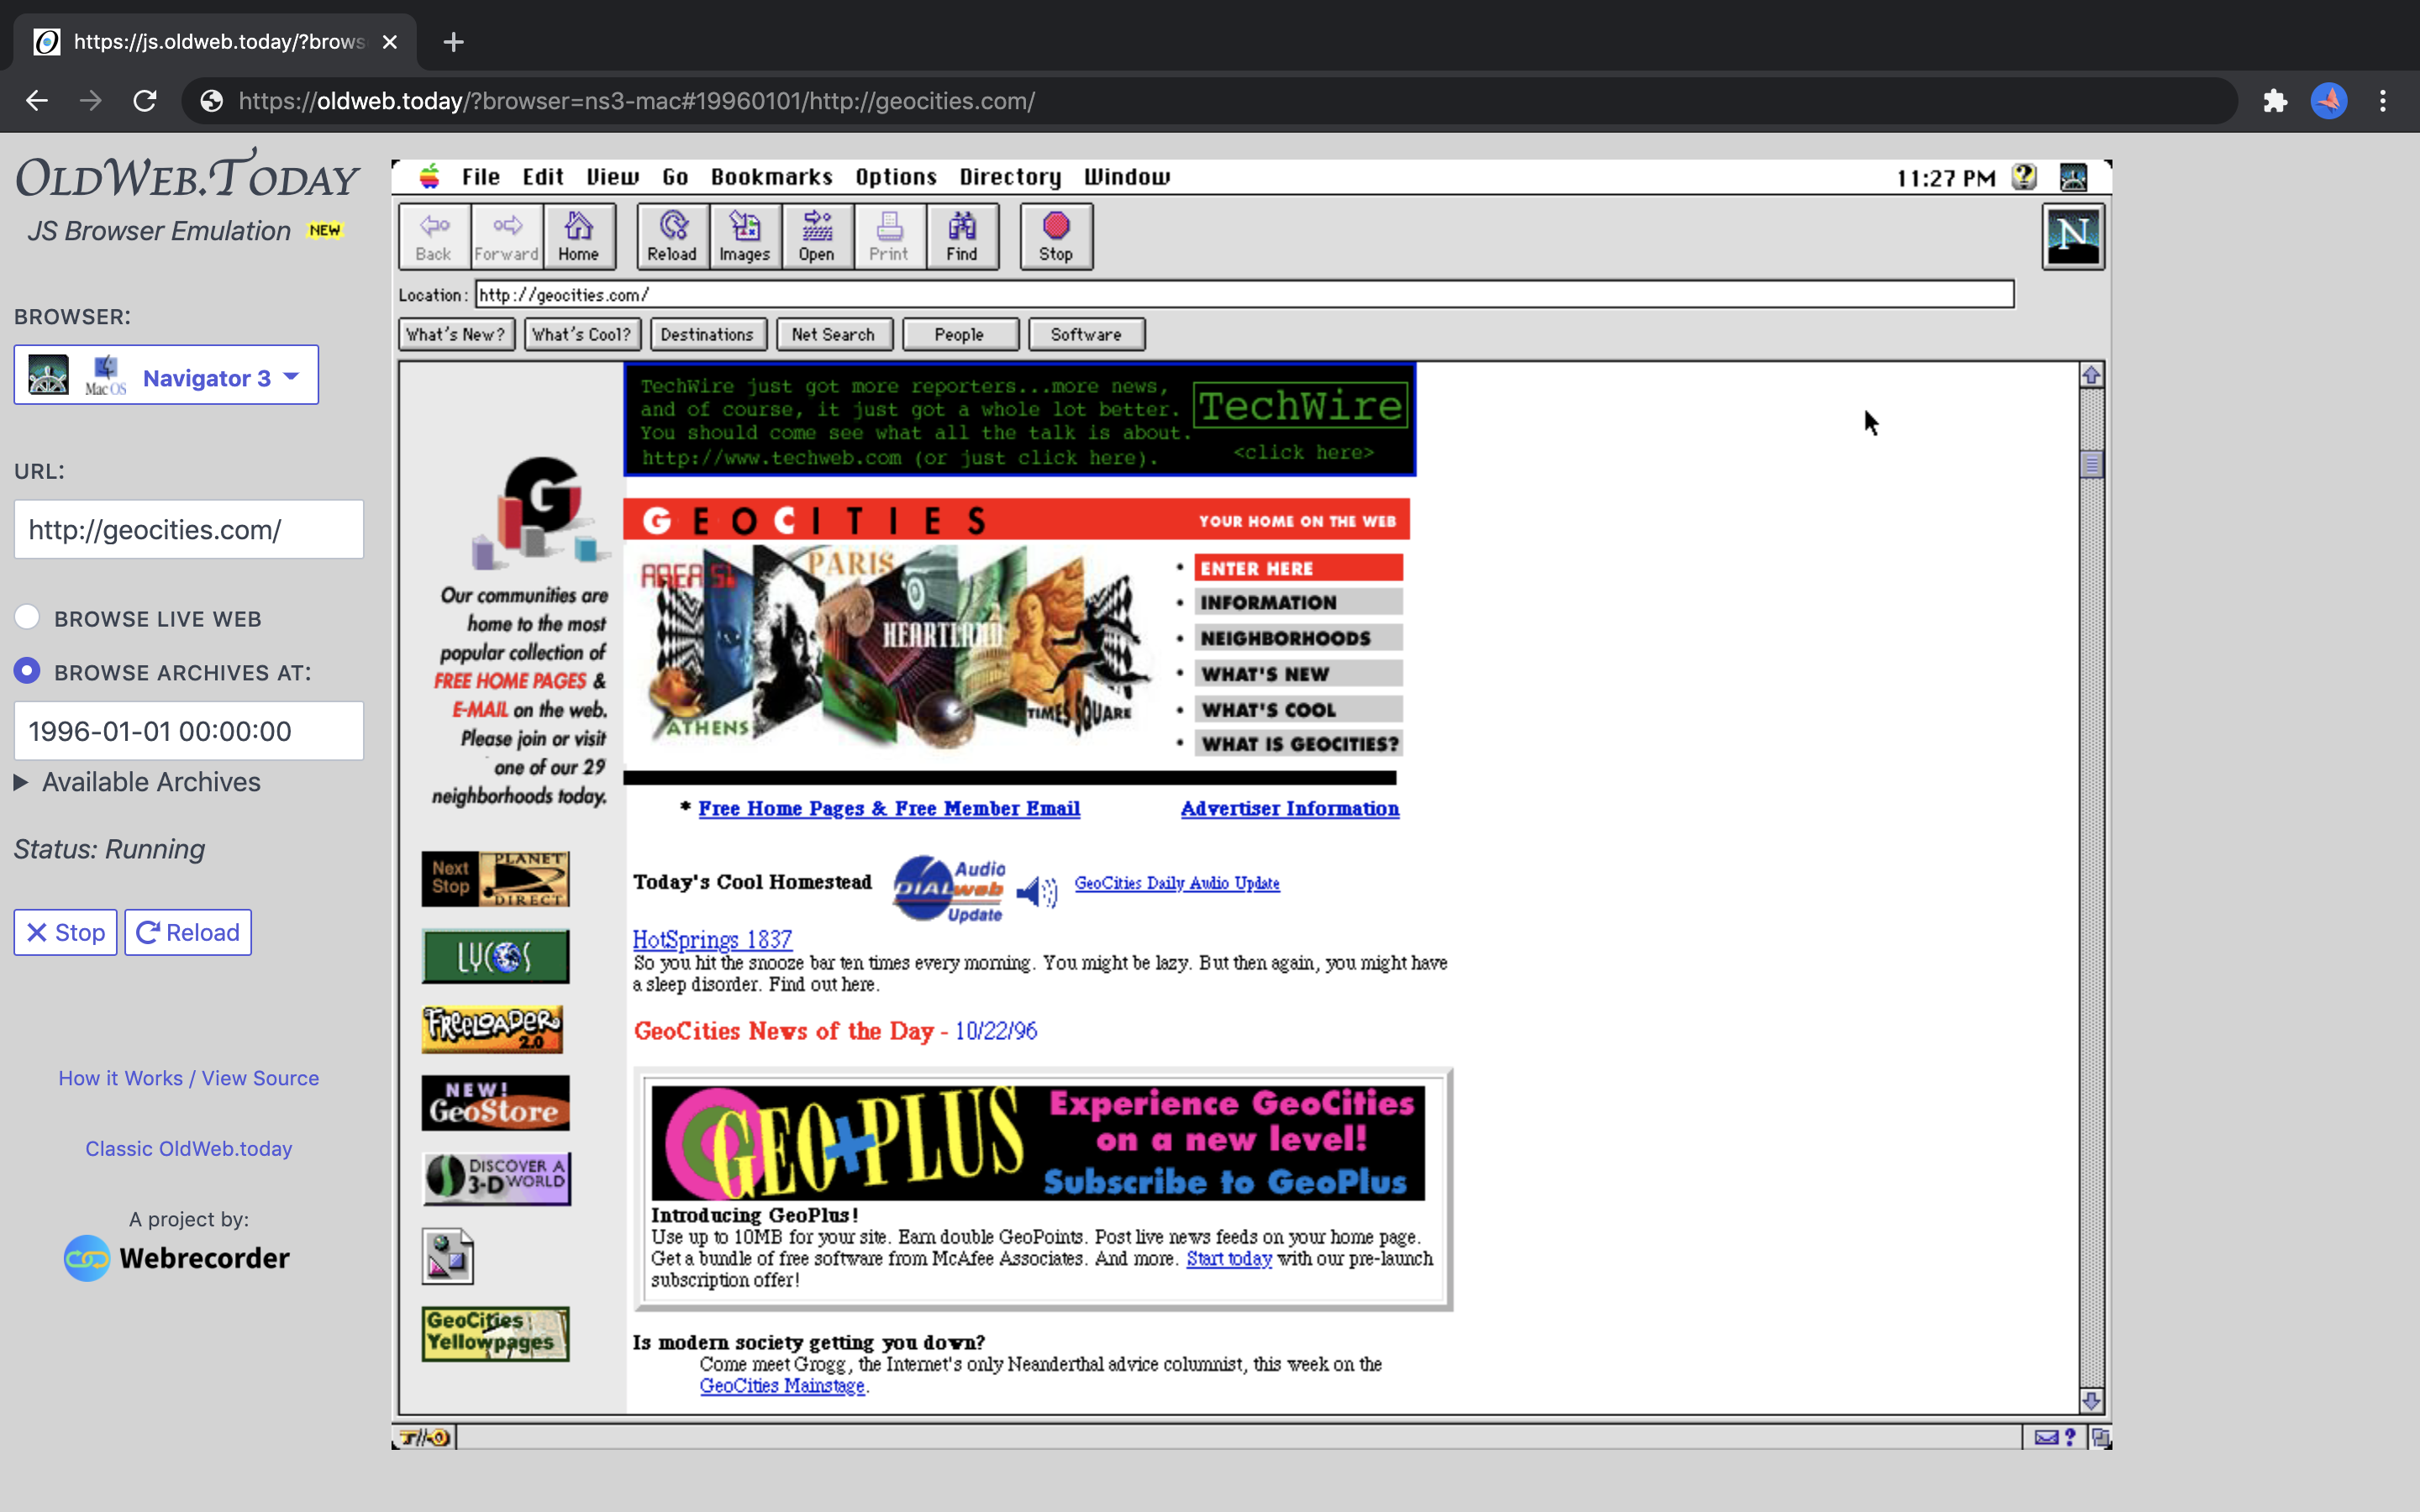 https://js.oldweb.today/?brows
https://oldweb.today/?browser=ns3-mac#19960101/http://geocities.com/
OLDWEB.TODAY
JS Browser Emulation NEW
BROWSER:
Mac OS Navigator 3
URL:
http://geocities.com/
BROWSE LIVE WEB
BROWSE ARCHIVES AT:
1996-01-01 00:00:00
Available Archives
Status: Running
Stop Reload
How it Works / View Source
Classic OldWeb.today
A project by:
Webrecorder
File Edit View Go Bookmarks Options Directory Window 11:27 PM
Back Forward Home Reload Images Open Print Find Stop
N
Location: http://geocities.com/
What's New? What's Cool? Destinations Net Search People Software
G
Our communities are
home to the most
popular collection of
FREE HOME PAGES &
E-MAIL on the web.
Please join or visit
one of our 29
neighborhoods today.
Next
Stop
PLANET
DIRECT
LYCOS
FREELOADER
2.0
NEW!
GeoStore
DISCOVER A
3-D WORLD
GeoCities
Yellowpages
TechWire just got more reporters...more news,
and of course, it just got a whole lot better.
You should come see what all the talk is about.
http://www.techweb.com (or just click here).
TechWire
<click here>
GEOCITIES YOUR HOME ON THE WEB
AREA 51
PARIS
HEARTLAND
ATHENS
TIMES SQUARE
• ENTER HERE
• INFORMATION
• NEIGHBORHOODS
• WHAT'S NEW
• WHAT'S COOL
• WHAT IS GEOCITIES?
* Free Home Pages & Free Member Email Advertiser Information
Today's Cool Homestead
Audio
DIALweb
Update
GeoCities Daily Audio Update
HotSprings 1837
So you hit the snooze bar ten times every morning. You might be lazy. But then again, you might have
a sleep disorder. Find out here.
GeoCities News of the Day - 10/22/96
GEO+PLUS
Experience GeoCities
on a new level!
Subscribe to GeoPlus
Introducing GeoPlus!
Use up to 10MB for your site. Earn double GeoPoints. Post live news feeds on your home page.
Get a bundle of free software from McAfee Associates. And more. Start today with our pre-launch
subscription offer!
Is modern society getting you down?
Come meet Grogg, the Internet's only Neanderthal advice columnist, this week on the
GeoCities Mainstage.